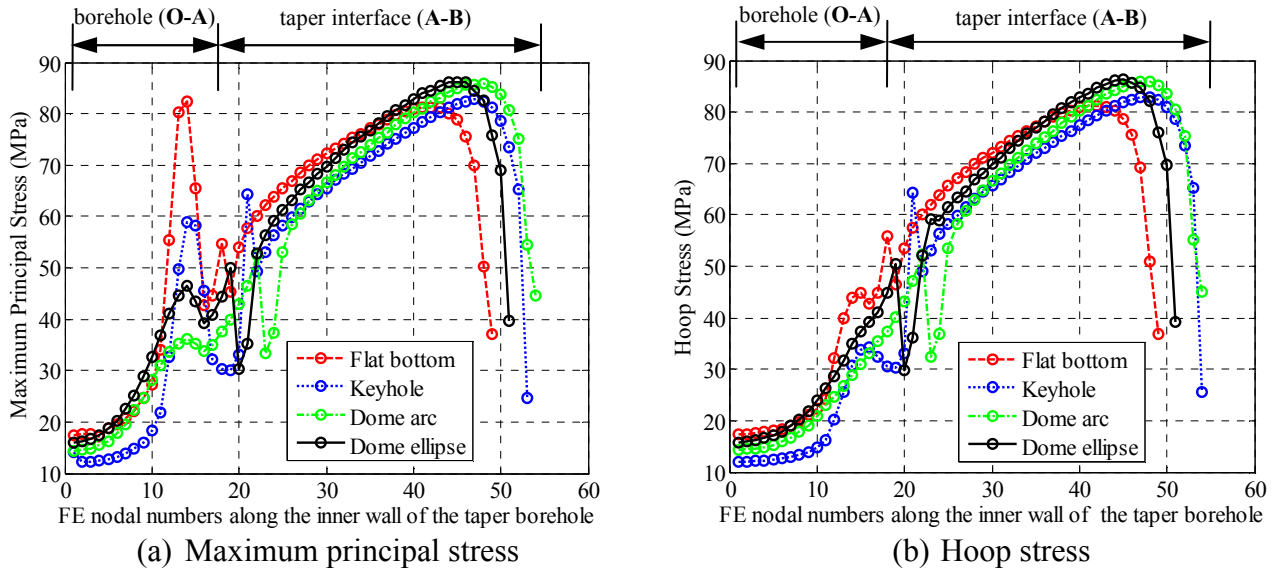 borehole (O-A)
taper interface (A-B)
90
80
70
60
50
40
30
20
10
0
10
20
30
40
50
60
Maximum Principal Stress (MPa)
Flat bottom
Keyhole
Dome arc
Dome ellipse
FE nodal numbers along the inner wall of the taper borehole
(a) Maximum principal stress
borehole (O-A)
taper interface (A-B)
90
80
70
60
50
40
30
20
10
0
10
20
30
40
50
60
Hoop Stress (MPa)
Flat bottom
Keyhole
Dome arc
Dome ellipse
FE nodal numbers along the inner wall of the taper borehole
(b) Hoop stress